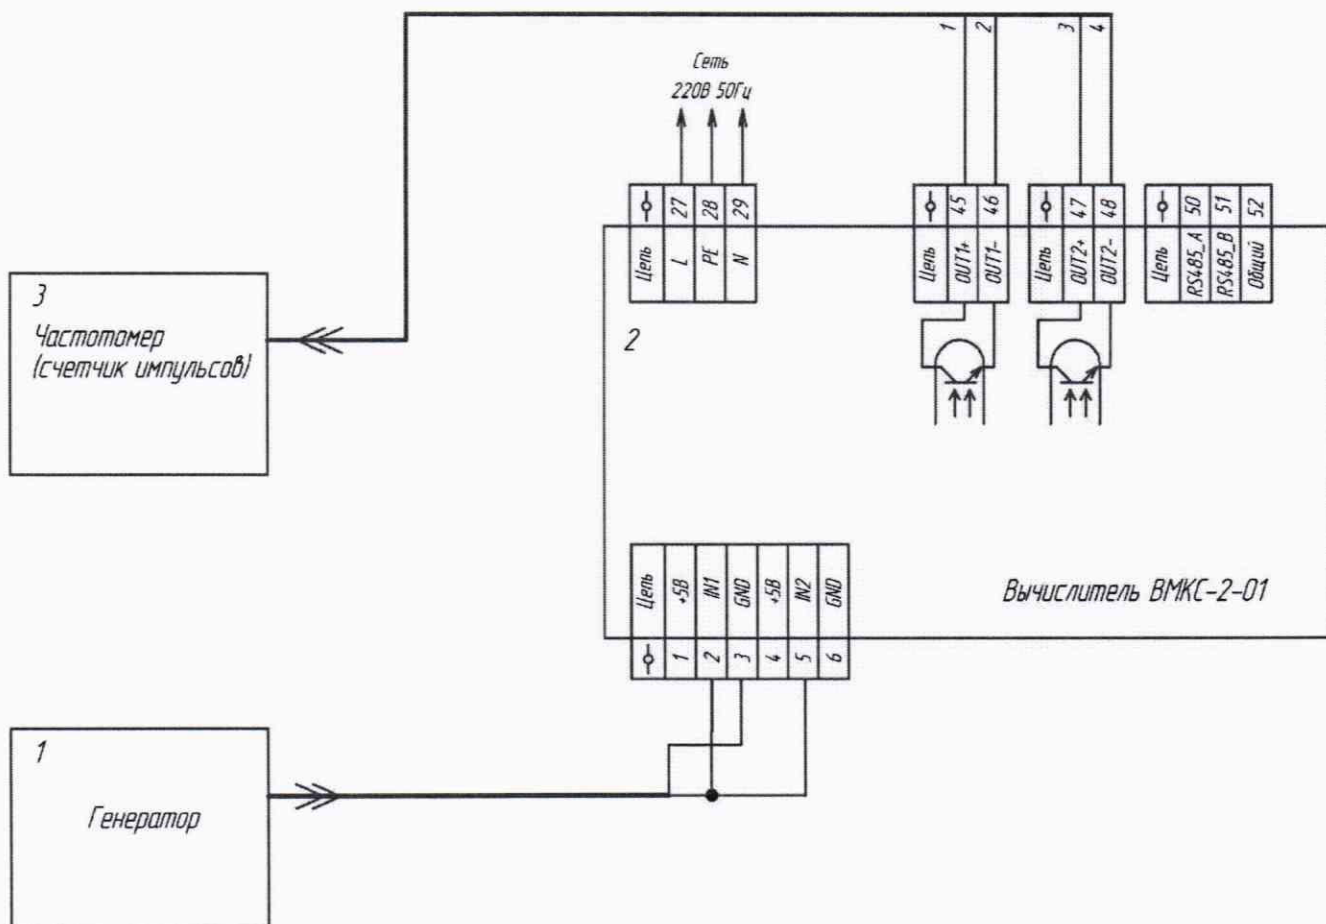 1
2
3
4
Сеть
220В 50Гц
27
28
29
45
46
47
48
50
51
52
Цепь
L
PE
N
Цепь
OUT1+
OUT1-
Цепь
OUT2+
OUT2-
Цепь
RS485_A
RS485_B
Общий
3
Частотомер
(счетчик импульсов)
2
Цепь
+5В
IN1
GND
+5В
IN2
GND
Вычислитель ВМКС-2-01
1
2
3
4
5
6
1
Генератор